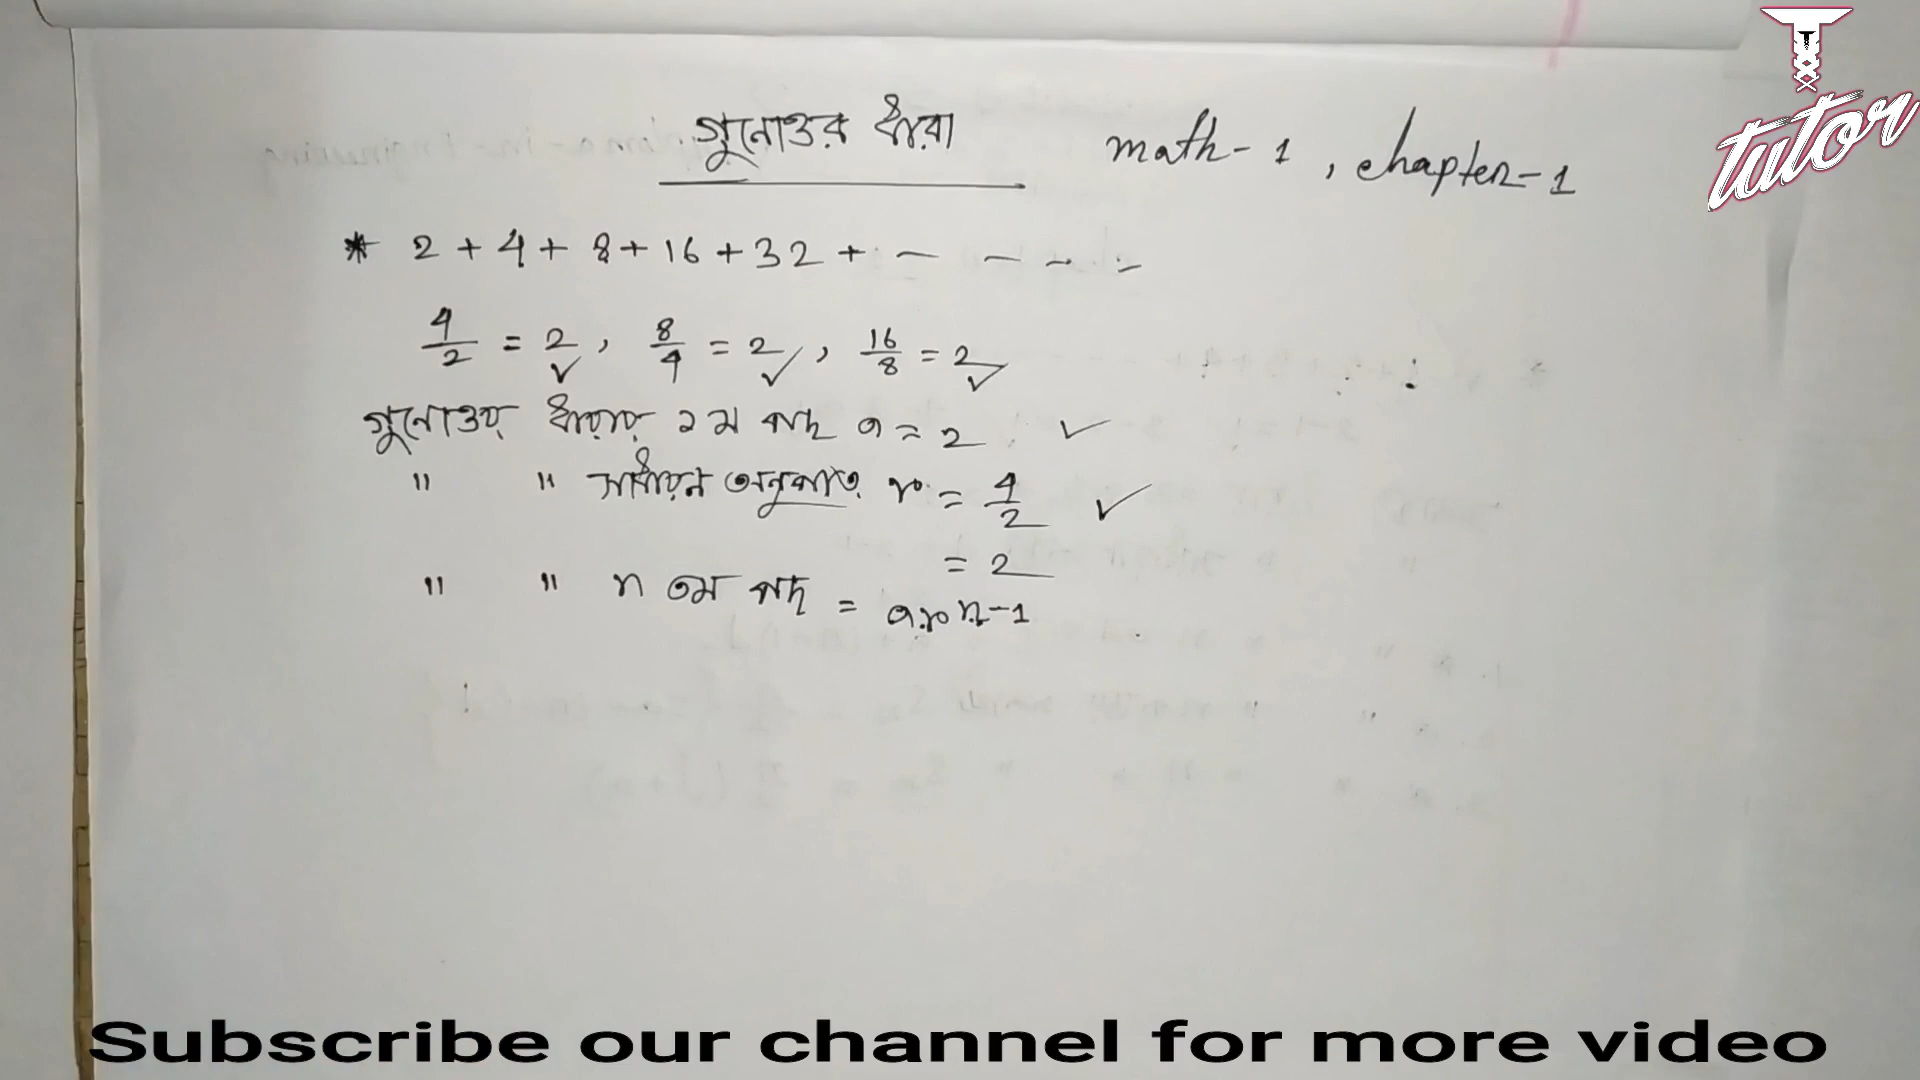 গুনোত্তর ধারা math-1 , chapter-1
T
tutor
* 2 + 4 + 8 + 16 + 32 + - - - -
4/2 = 2 , 8/4 = 2 , 16/8 = 2
গুনোত্তর ধারার ১ম পদ a = 2
" " সাধারন অনুপাত r = 4/2
= 2
" " n তম পদ = a.r n-1
Subscribe our channel for more video